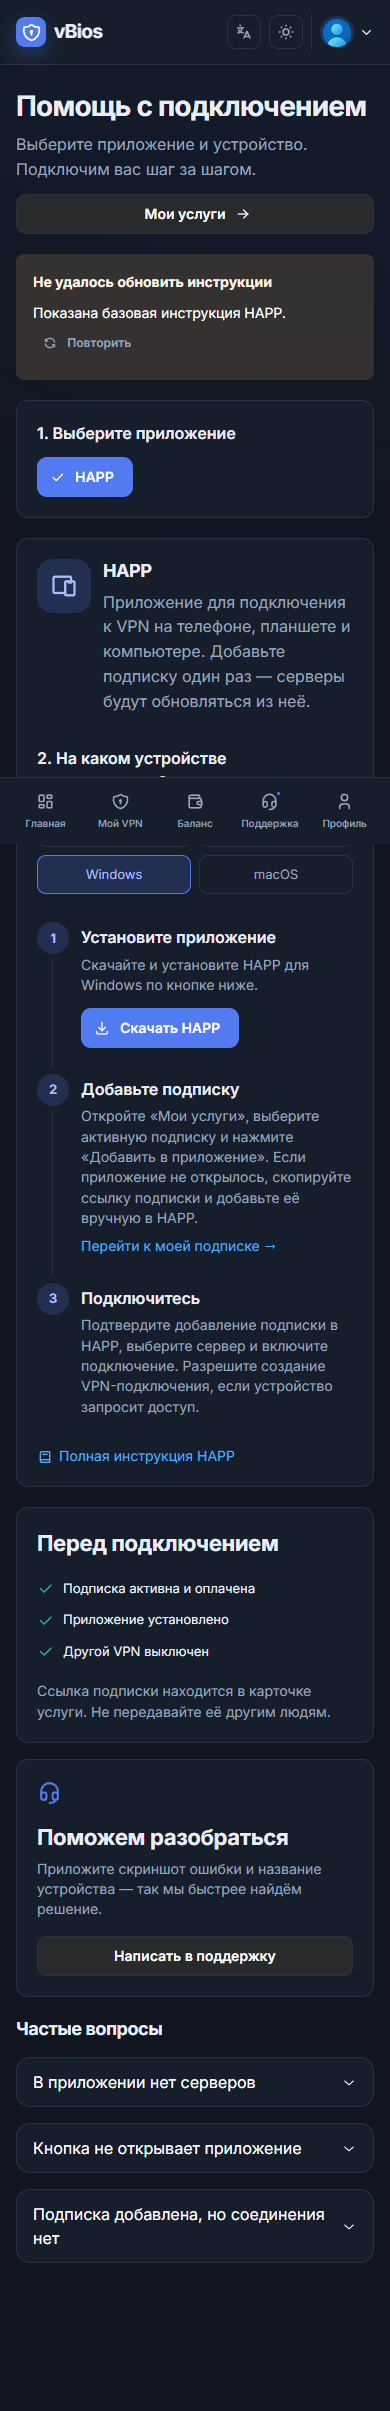 vBios
Помощь с подключением
Выберите приложение и устройство.
Подключим вас шаг за шагом.
Мои услуги →
Не удалось обновить инструкции
Показана базовая инструкция HAPP.
Повторить
1. Выберите приложение
HAPP
HAPP
Приложение для подключения
к VPN на телефоне, планшете и
компьютере. Добавьте
подписку один раз — серверы
будут обновляться из неё.
2. На каком устройстве
Главная
Мой VPN
Баланс
Поддержка
Профиль
Windows
macOS
1
Установите приложение
Скачайте и установите HAPP для
Windows по кнопке ниже.
Скачать HAPP
2
Добавьте подписку
Откройте «Мои услуги», выберите
активную подписку и нажмите
«Добавить в приложение». Если
приложение не открылось, скопируйте
ссылку подписки и добавьте её
вручную в HAPP.
Перейти к моей подписке →
3
Подключитесь
Подтвердите добавление подписки в
HAPP, выберите сервер и включите
подключение. Разрешите создание
VPN-подключения, если устройство
запросит доступ.
Полная инструкция HAPP
Перед подключением
Подписка активна и оплачена
Приложение установлено
Другой VPN выключен
Ссылка подписки находится в карточке
услуги. Не передавайте её другим людям.
Поможем разобраться
Приложите скриншот ошибки и название
устройства — так мы быстрее найдём
решение.
Написать в поддержку
Частые вопросы
В приложении нет серверов
Кнопка не открывает приложение
Подписка добавлена, но соединения
нет